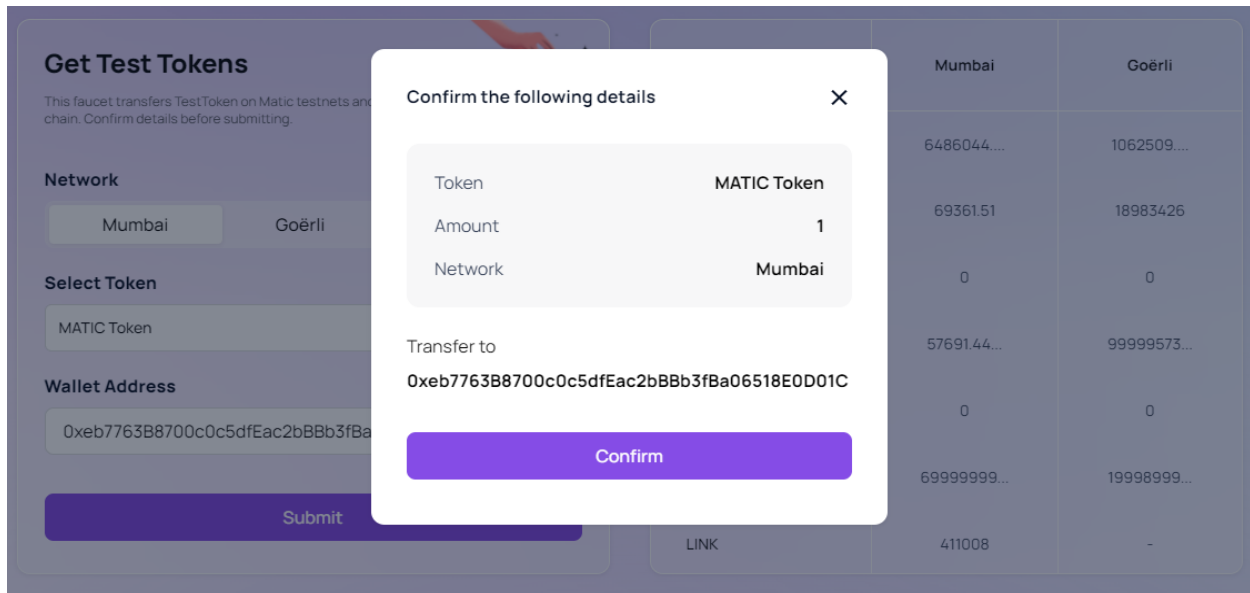 Get Test Tokens
This faucet transfers TestToken on Matic testnets and
chain. Confirm details before submitting.
Network
Mumbai
Goërli
Select Token
MATIC Token
Wallet Address
0xeb7763B8700c0c5dfEac2bBBb3fBa
Submit
Confirm the following details
Token
MATIC Token
Amount
1
Network
Mumbai
Transfer to
0xeb7763B8700c0c5dfEac2bBBb3fBa06518E0D01C
Confirm
Mumbai Goërli
6486044.... 1062509....
69361.51 18983426
0 0
57691.44... 99999573...
0 0
69999999... 19998999...
LINK 411008 -